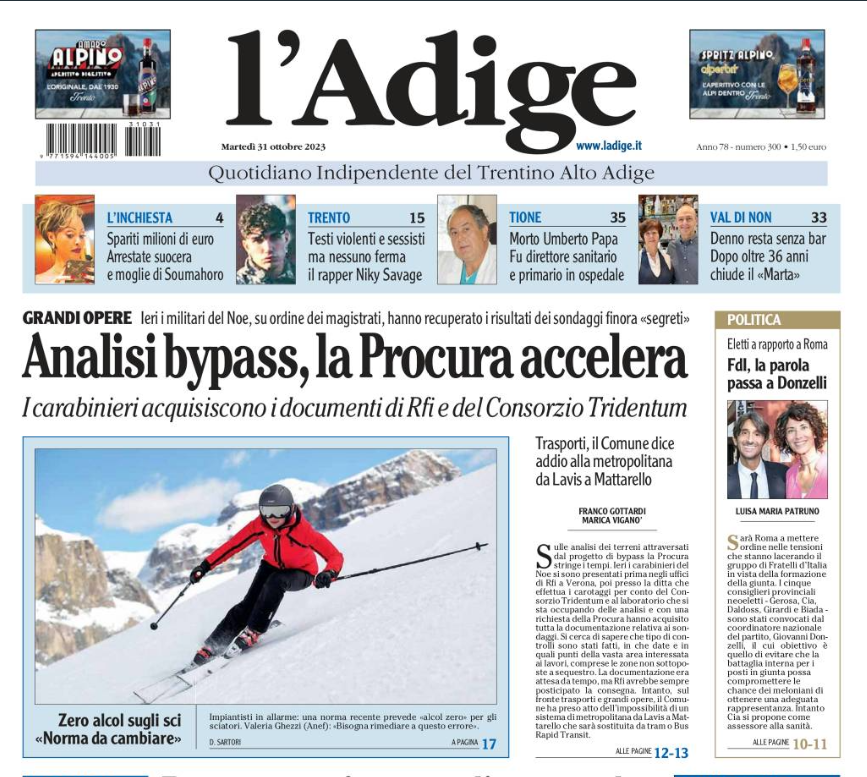 AMARO
ALPINO
APERITIVO DIGESTIVO
L'ORIGINALE, DAL 1930
Trento
l'Adige
SPRITZ ALPINO,
L'APERITIVO CON LE
ALPI DENTRO
Trento
31031
9 771594 144003
Martedì 31 ottobre 2023
www.ladige.it
Anno 78 - numero 300 • 1,50 euro
Quotidiano Indipendente del Trentino Alto Adige
L'INCHIESTA 4
Spariti milioni di euro
Arrestate suocera
e moglie di Soumahoro
TRENTO 15
Testi violenti e sessisti
ma nessuno ferma
il rapper Niky Savage
TIONE 35
Morto Umberto Papa
Fu direttore sanitario
e primario in ospedale
VAL DI NON 33
Denno resta senza bar
Dopo oltre 36 anni
chiude il «Marta»
GRANDI OPERE Ieri i militari del Noe, su ordine dei magistrati, hanno recuperato i risultati dei sondaggi finora «segreti»
Analisi bypass, la Procura accelera
I carabinieri acquisiscono i documenti di Rfi e del Consorzio Tridentum
Zero alcol sugli sci
«Norma da cambiare»
Impiantisti in allarme: una norma recente prevede «alcol zero» per gli
sciatori. Valeria Ghezzi (Anef): «Bisogna rimediare a questo errore».
D. SARTORI
A PAGINA 17
Trasporti, il Comune dice
addio alla metropolitana
da Lavis a Mattarello
FRANCO GOTTARDI
MARICA VIGANO'
Sulle analisi dei terreni attraversati
dal progetto di bypass la Procura
stringe i tempi. Ieri i carabinieri del
Noe si sono presentati prima negli uffici
di Rfi a Verona, poi presso la ditta che
effettua i carotaggi per conto del Con-
sorzio Tridentum e al laboratorio che si
sta occupando delle analisi e con una
richiesta della Procura hanno acquisito
tutta la documentazione relativa ai son-
daggi. Si cerca di sapere che tipo di con-
trolli sono stati fatti, in che date e in
quali punti della vasta area interessata
ai lavori, comprese le zone non sottopo-
ste a sequestro. La documentazione era
attesa da tempo, ma Rfi avrebbe sempre
posticipato la consegna. Intanto, sul
fronte trasporti e grandi opere, il Comu-
ne ha preso atto dell'impossibilità di un
sistema di metropolitana da Lavis a Mat-
tarello che sarà sostituita da tram o Bus
Rapid Transit.
ALLE PAGINE 12-13
POLITICA
Eletti a rapporto a Roma
FdI, la parola
passa a Donzelli
LUISA MARIA PATRUNO
Sarà Roma a mettere
ordine nelle tensioni
che stanno lacerando il
gruppo di Fratelli d'Italia
in vista della formazione
della giunta. I cinque
consiglieri provinciali
neoeletti - Gerosa, Cia,
Daldoss, Girardi e Biada -
sono stati convocati dal
coordinatore nazionale
del partito, Giovanni Don-
zelli, il cui obiettivo è
quello di evitare che la
battaglia interna per i
posti in giunta possa
compromettere le
chance dei meloniani di
ottenere una adeguata
rappresentanza. Intanto
Cia si propone come
assessore alla sanità.
ALLE PAGINE 10-11